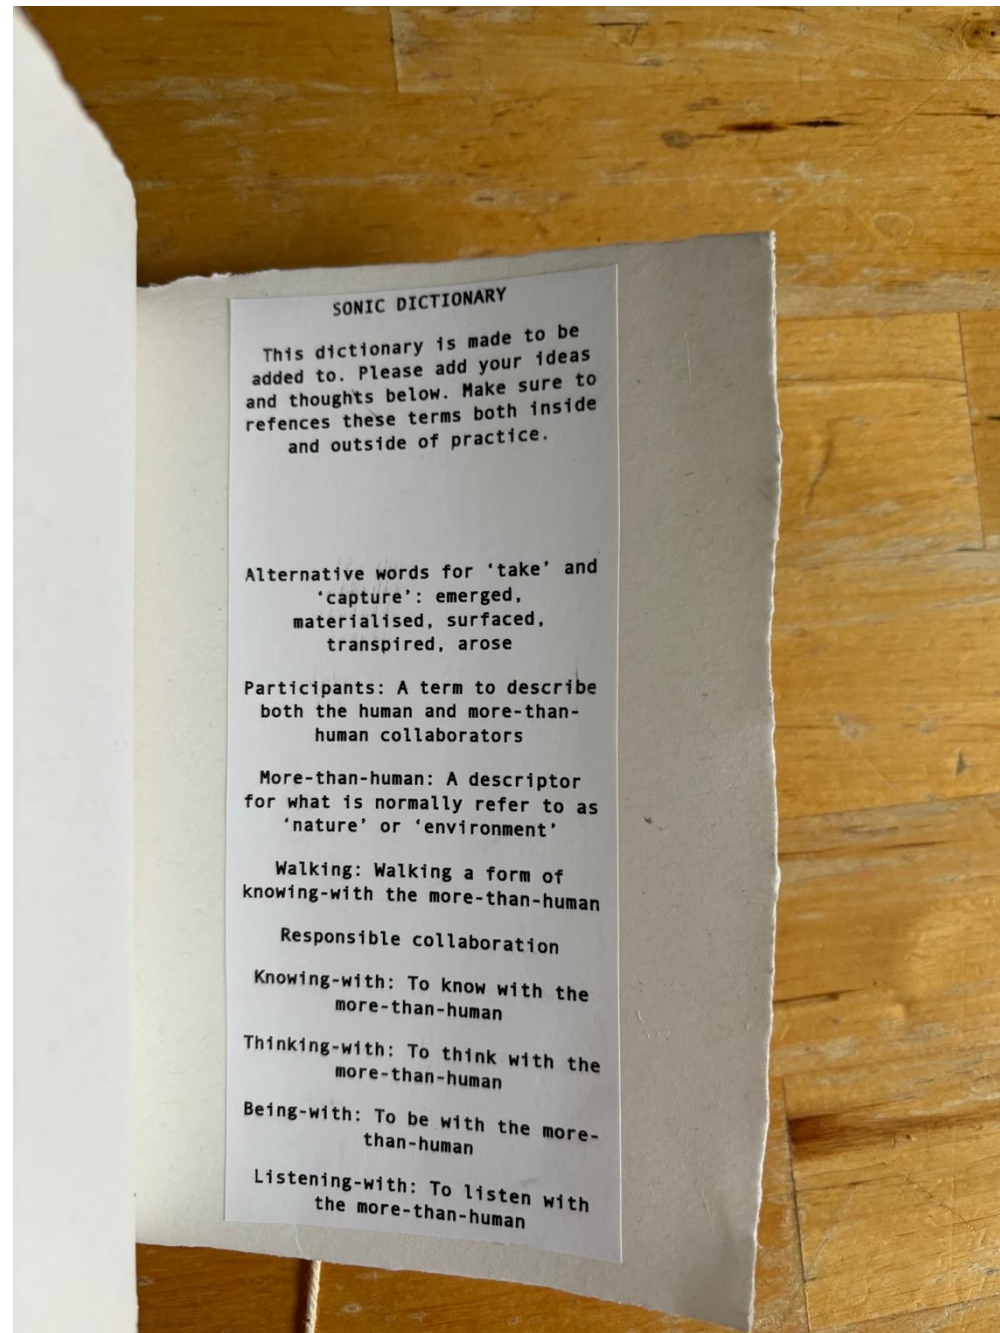 SONIC DICTIONARY
This dictionary is made to be
added to. Please add your ideas
and thoughts below. Make sure to
refences these terms both inside
and outside of practice.
Alternative words for ‘take’ and
‘capture’: emerged,
materialised, surfaced,
transpired, arose
Participants: A term to describe
both the human and more-than-
human collaborators
More-than-human: A descriptor
for what is normally refer to as
‘nature’ or ‘environment’
Walking: Walking a form of
knowing-with the more-than-human
Responsible collaboration
Knowing-with: To know with the
more-than-human
Thinking-with: To think with the
more-than-human
Being-with: To be with the more-
than-human
Listening-with: To listen with
the more-than-human